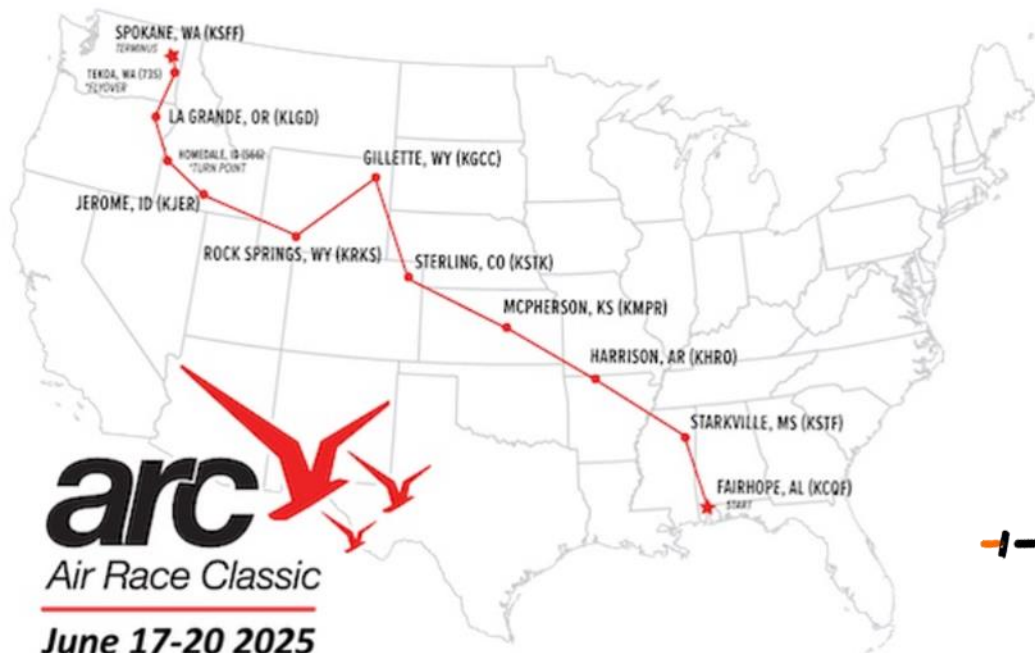 SPOKANE, WA (KSFF)
TERMINUS
TEKOA, WA (73S)
*FLYOVER
LA GRANDE, OR (KLGD)
HOMEDALE, ID (S66)
*TURN POINT
GILLETTE, WY (KGCC)
JEROME, ID (KJER)
ROCK SPRINGS, WY (KRKS)
STERLING, CO (KSTK)
MCPHERSON, KS (KMPR)
HARRISON, AR (KHRO)
STARKVILLE, MS (KSTF)
FAIRHOPE, AL (KCQF)
START
arc
Air Race Classic
June 17-20 2025